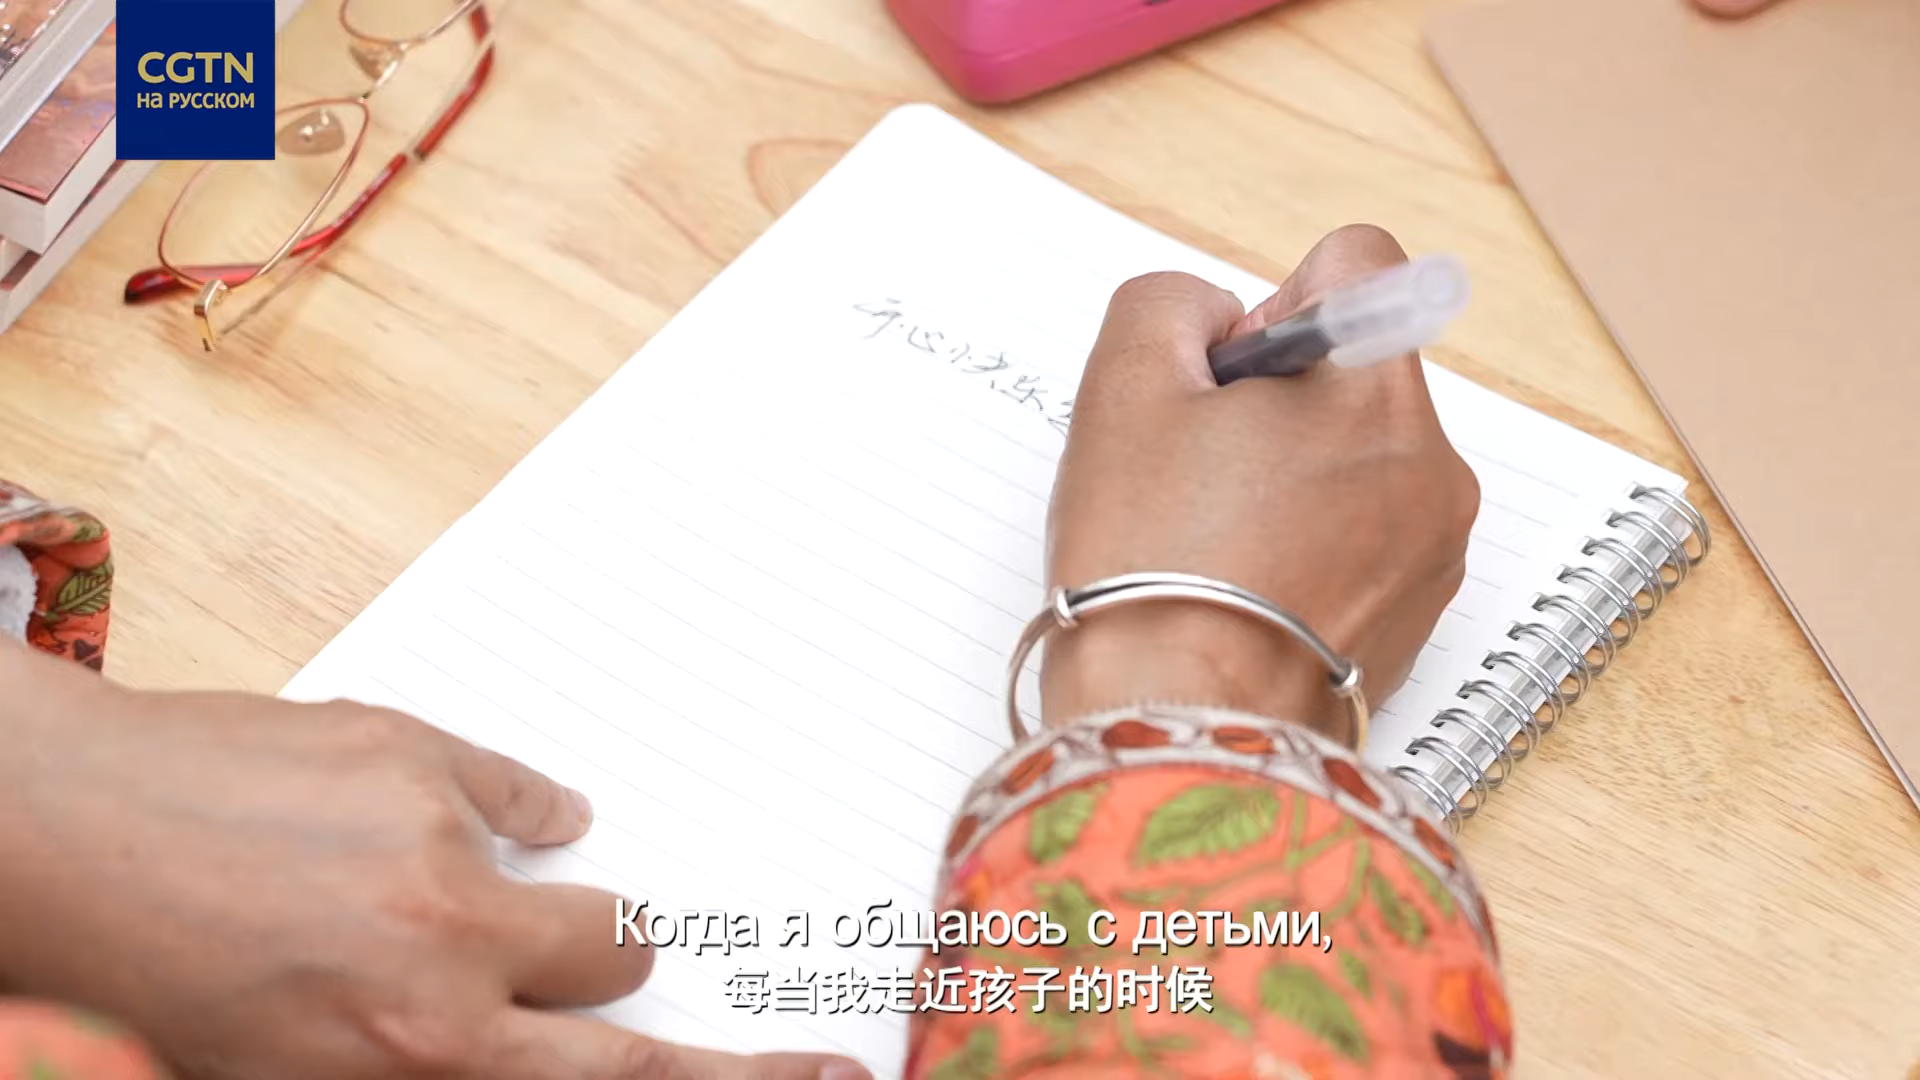 CGTN
на русском
Когда я общаюсь с детьми,
每当我走近孩子的时候